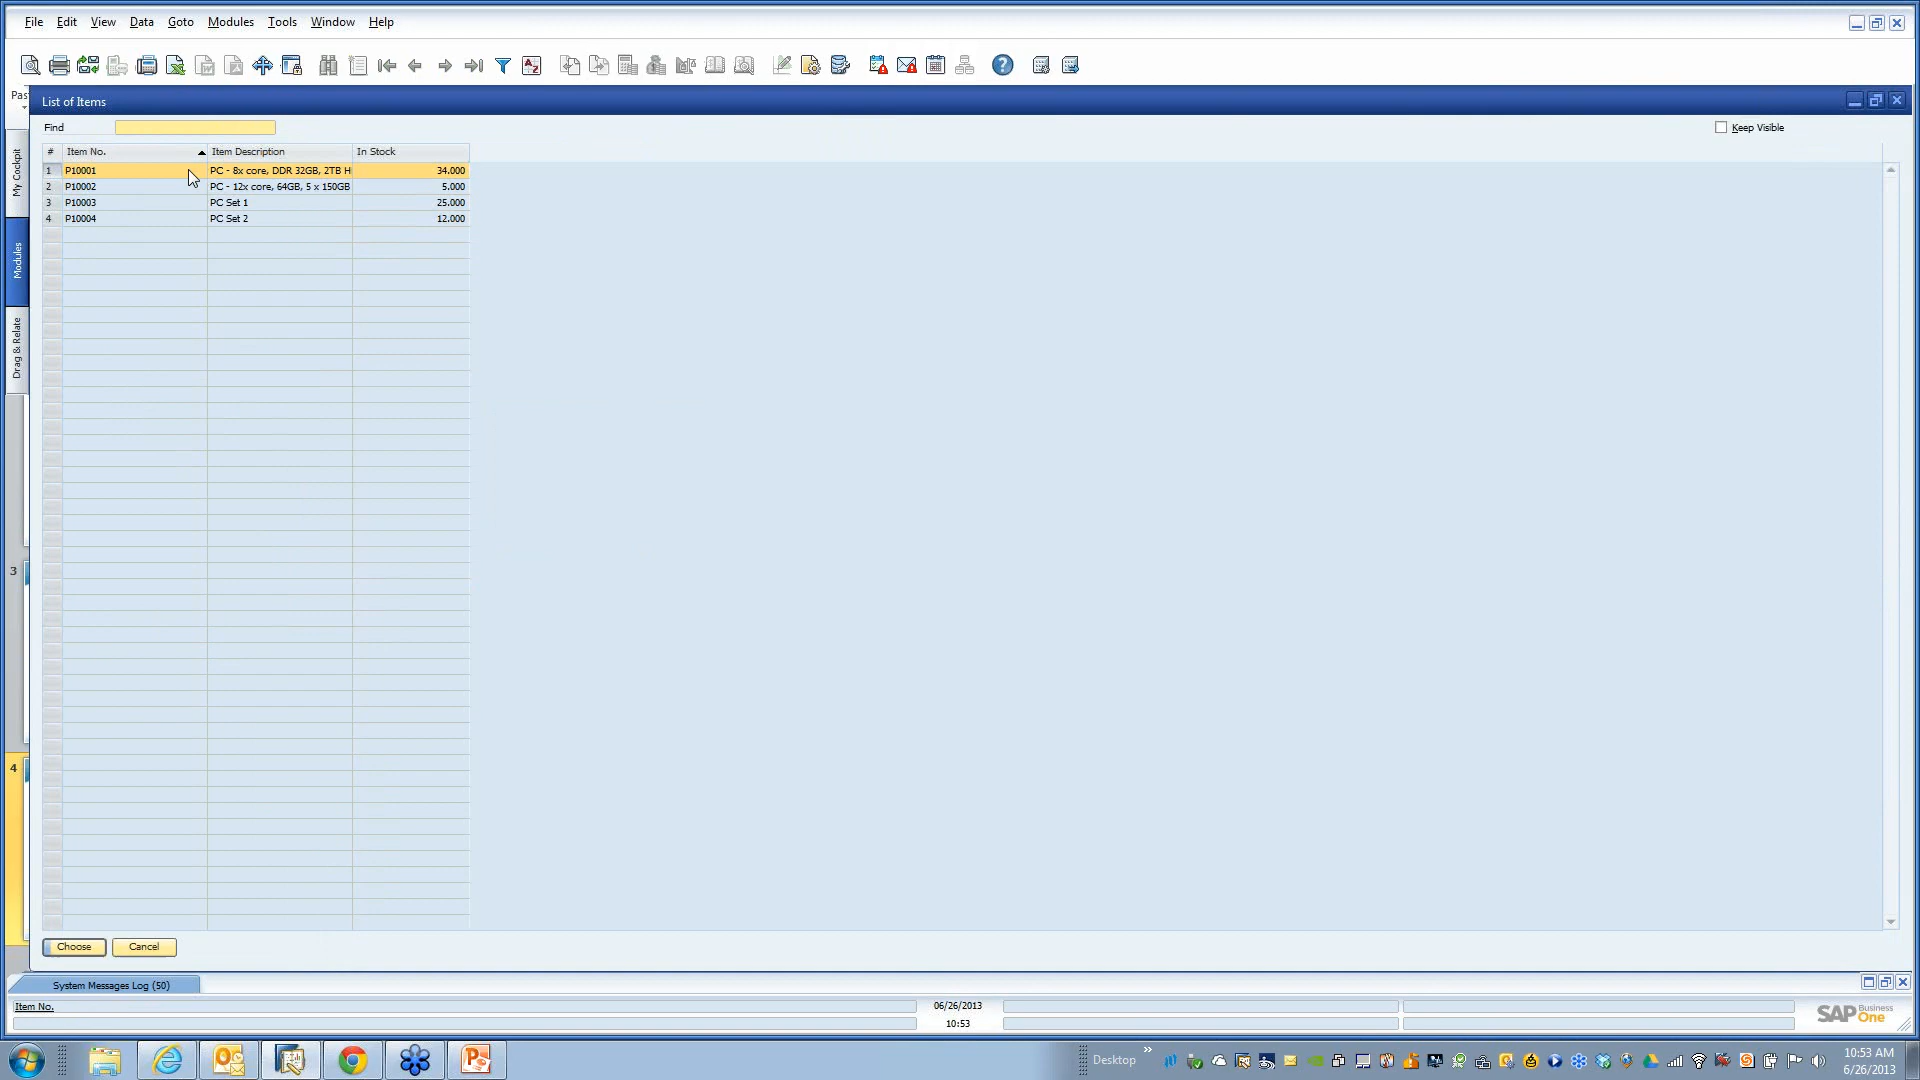 File Edit View Data Goto Modules Tools Window Help
List of Items
Find
Keep Visible
# Item No. Item Description In Stock
1 P10001 PC - 8x core, DDR 32GB, 2TB H 34.000
2 P10002 PC - 12x core, 64GB, 5 x 150GB 5.000
3 P10003 PC Set 1 25.000
4 P10004 PC Set 2 12.000
My Cockpit
Modules
Drag & Relate
3
4
Choose Cancel
System Messages Log (50)
Item No. 06/26/2013
10:53
SAP Business One
Desktop
10:53 AM
6/26/2013